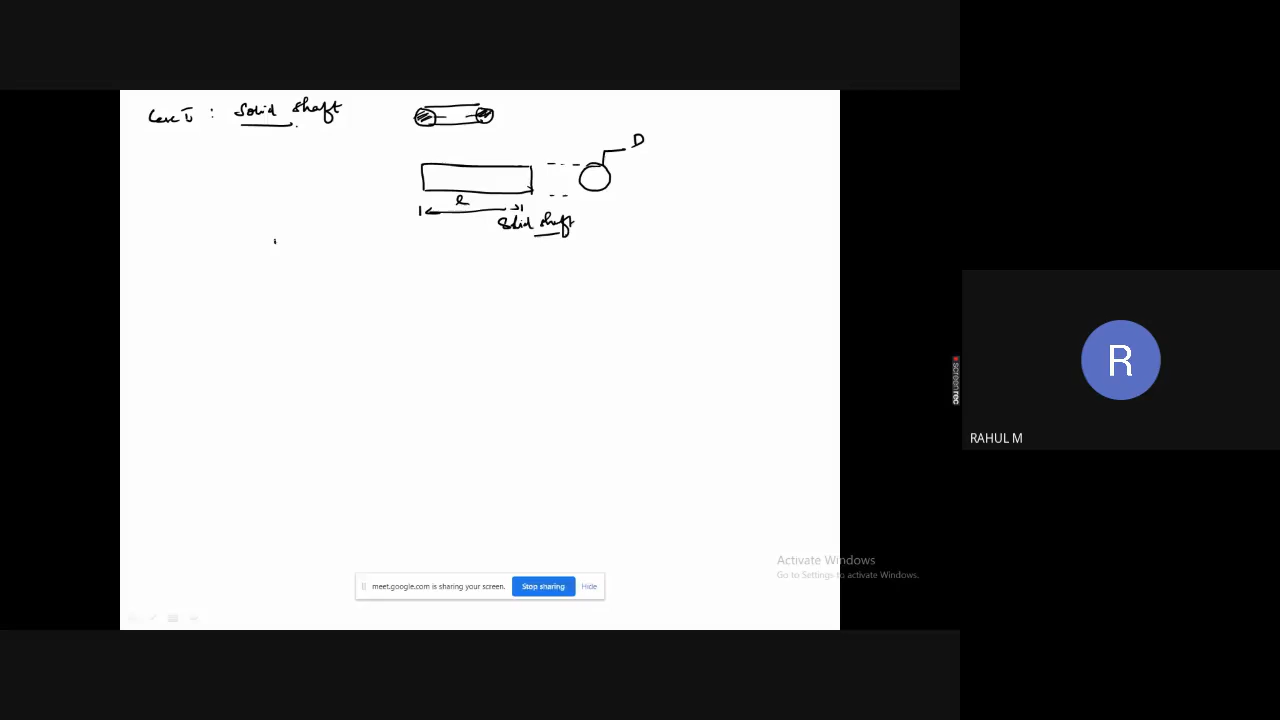 Case I : Solid shaft
D
l
Solid shaft
R
RAHUL M
screenrec
Activate Windows
Go to Settings to activate Windows.
meet.google.com is sharing your screen. Stop sharing Hide